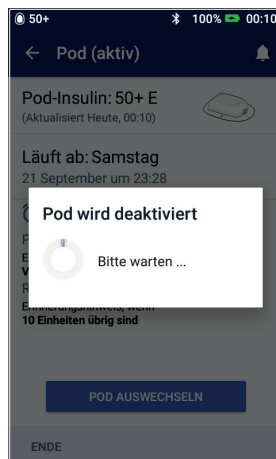 50+
100%
00:10
Pod (aktiv)
Pod-Insulin: 50+ E
(Aktualisiert Heute, 00:10)
Läuft ab: Samstag
21 September um 23:28
Pod wird deaktiviert
Bitte warten ...
Erinnerungshinweis, wenn
10 Einheiten übrig sind
POD AUSWECHSELN
ENDE